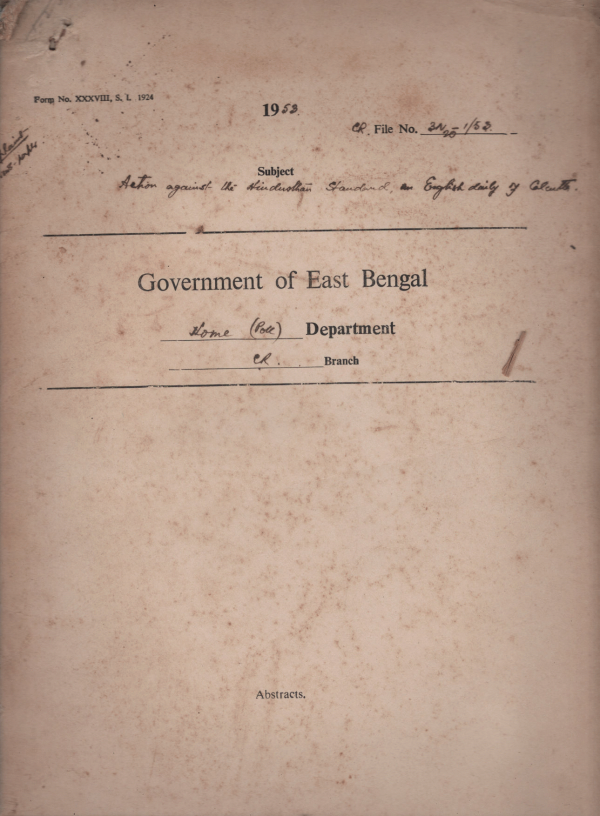 Form No. XXXVIII, S. I. 1924
1953
CR. File No. 1/53
Subject
Action against the Hindusthan Standard, an English daily of Calcutta.
Government of East Bengal
Home (Poll) Department
CR. Branch
Abstracts.